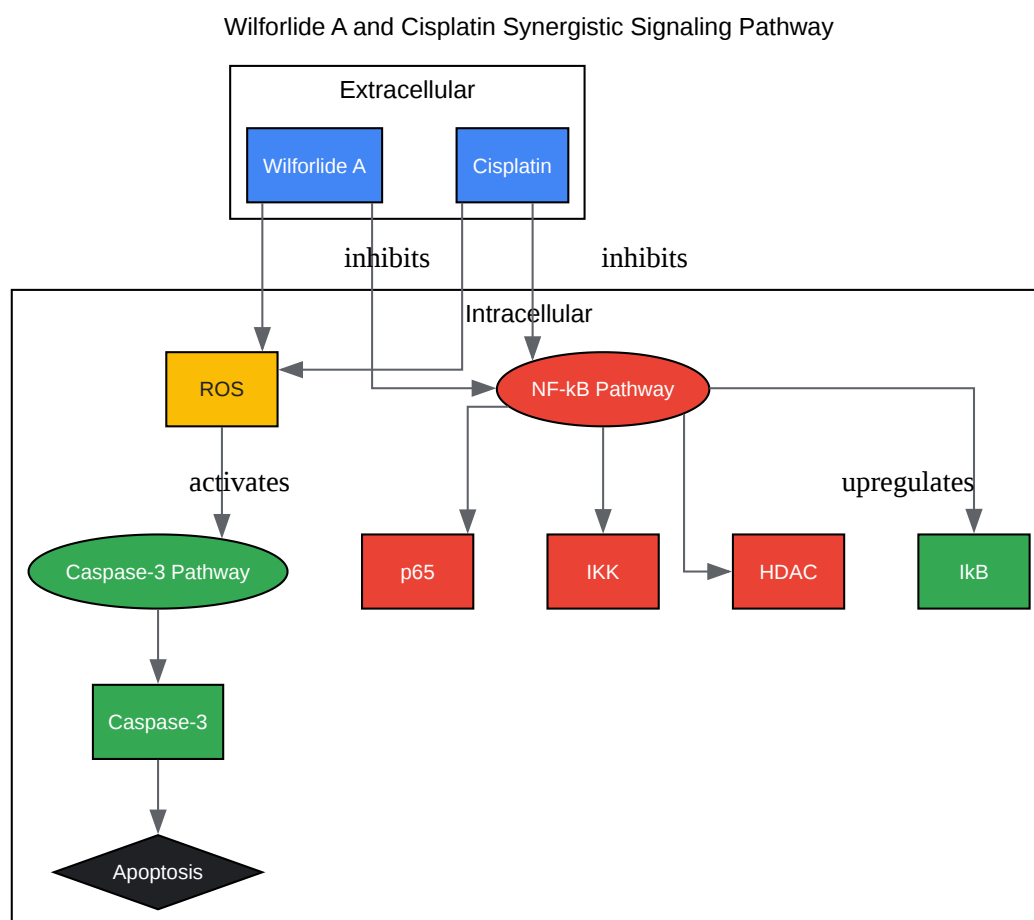 Wilforlide A and Cisplatin Synergistic Signaling Pathway
Extracellular
Wilforlide A
Cisplatin
inhibits
inhibits
Intracellular
ROS
NF-kB Pathway
activates
upregulates
Caspase-3 Pathway
p65
IKK
HDAC
IkB
Caspase-3
Apoptosis